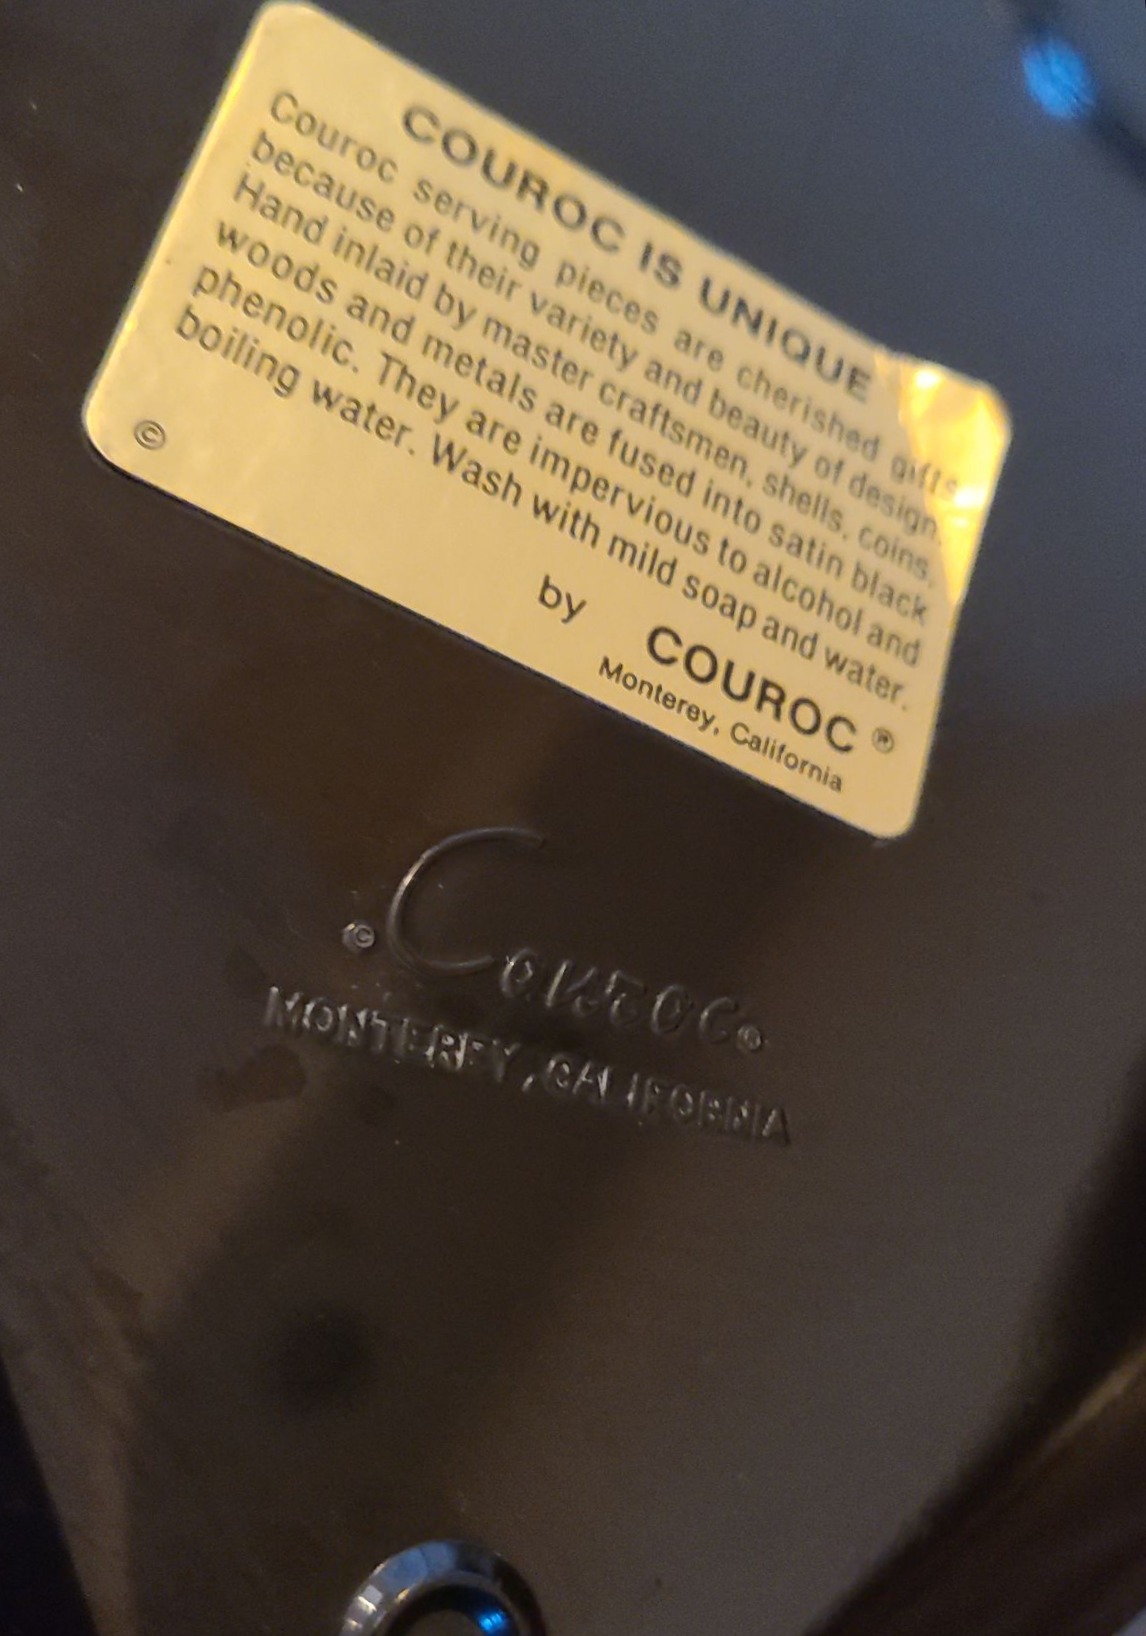 COUROC IS UNIQUE
Couroc serving pieces are cherished gifts
because of their variety and beauty of design.
Hand inlaid by master craftsmen, shells, coins,
woods and metals are fused into satin black
phenolic. They are impervious to alcohol and
boiling water. Wash with mild soap and water.
©
by COUROC®
Monterey, California
© Couroc®
MONTEREY, CALIFORNIA